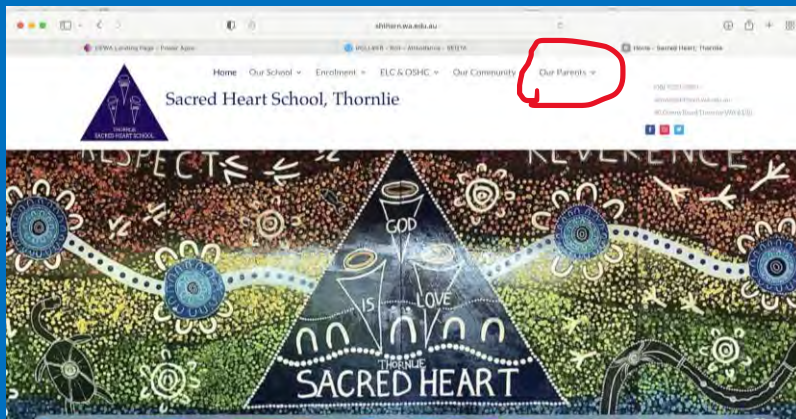 shthorn.wa.edu.au
Home - Sacred Heart, Thornlie
Home Our School Enrolment ELC & OSHC Our Community Our Parents
Sacred Heart School, Thornlie
THORNLIE
SACRED HEART SCHOOL
RESPECT
REVERENCE
GOD
IS LOVE
THORNLIE
SACRED HEART